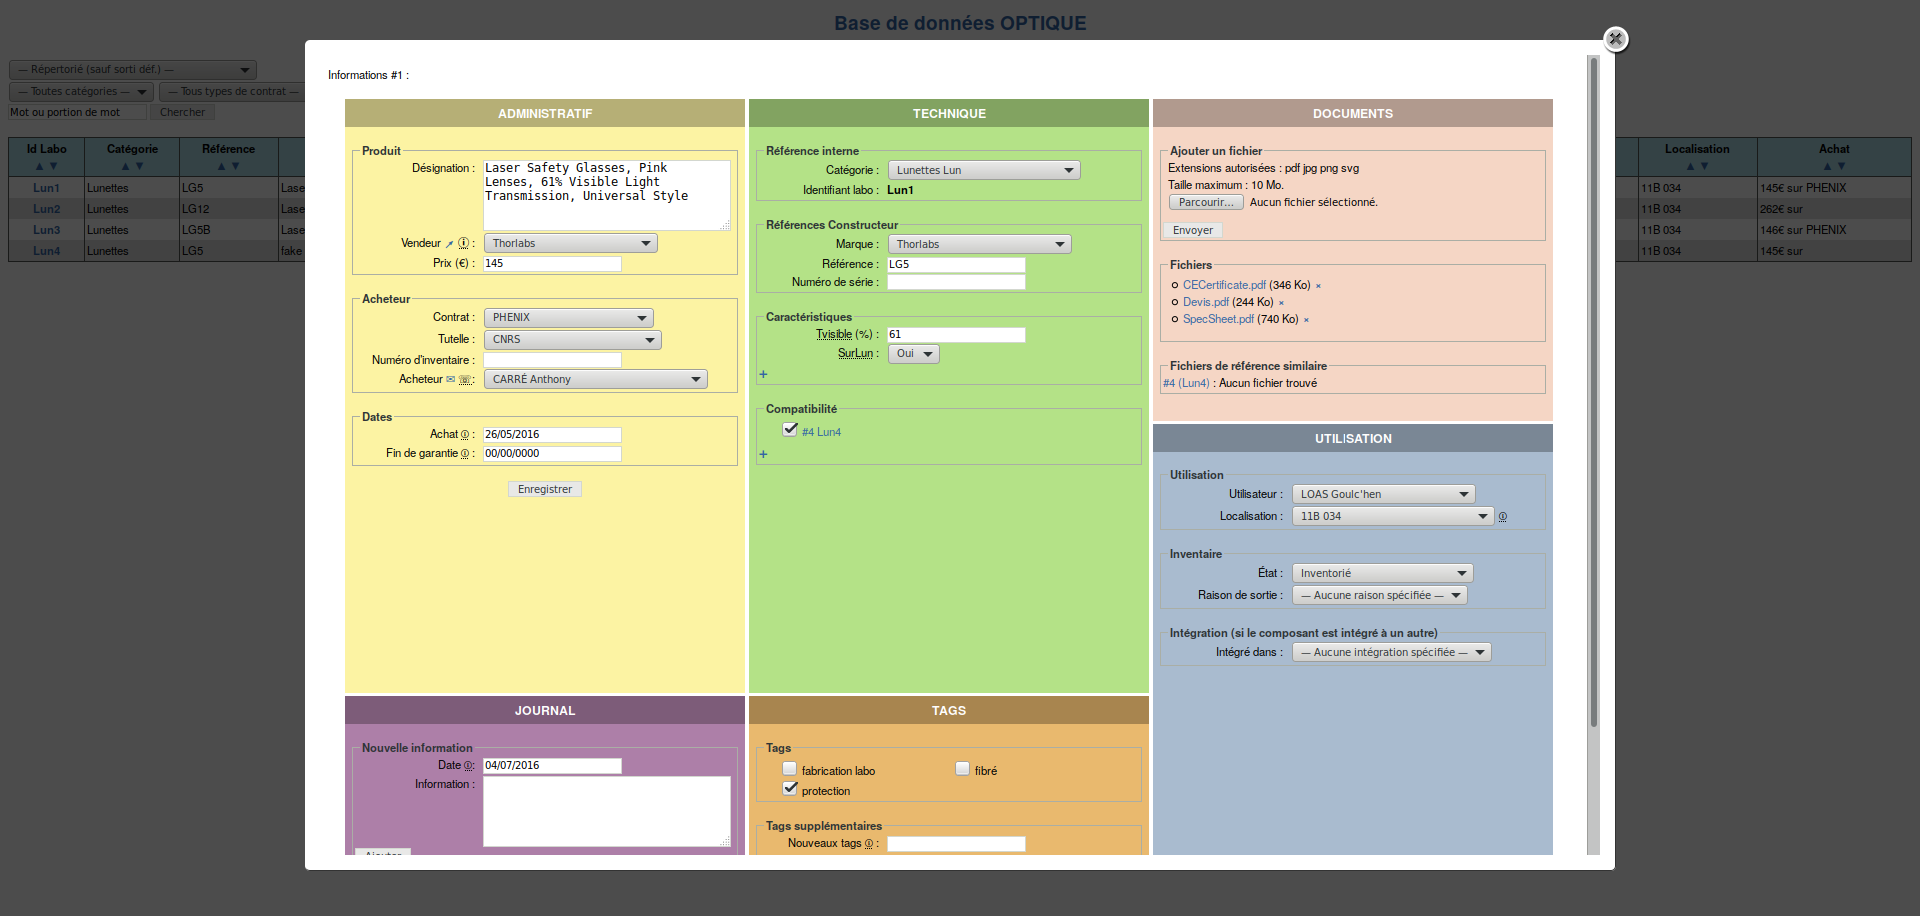 Base de données OPTIQUE
— Répertorié (sauf sorti déf.) —
— Toutes catégories — — Tous types de contrat —
Mot ou portion de mot Chercher
Id Labo Catégorie Référence Localisation Achat
▲ ▼ ▲ ▼ ▲ ▼ ▲ ▼ ▲ ▼
Lun1 Lunettes LG5 Lase 11B 034 145€ sur PHENIX
Lun2 Lunettes LG12 Lase 11B 034 262€ sur
Lun3 Lunettes LG5B Lase 11B 034 146€ sur PHENIX
Lun4 Lunettes LG5 fake 11B 034 145€ sur
Informations #1 :
ADMINISTRATIF
Produit
Désignation : Laser Safety Glasses, Pink
Lenses, 61% Visible Light
Transmission, Universal Style
Vendeur : Thorlabs
Prix (€) : 145
Acheteur
Contrat : PHENIX
Tutelle : CNRS
Numéro d'inventaire :
Acheteur ✉ ☏ : CARRÉ Anthony
Dates
Achat : 26/05/2016
Fin de garantie : 00/00/0000
Enregistrer
TECHNIQUE
Référence interne
Catégorie : Lunettes Lun
Identifiant labo : Lun1
Références Constructeur
Marque : Thorlabs
Référence : LG5
Numéro de série :
Caractéristiques
Tvisible (%) : 61
SurLun : Oui
+
Compatibilité
#4 Lun4
+
DOCUMENTS
Ajouter un fichier
Extensions autorisées : pdf jpg png svg
Taille maximum : 10 Mo.
Parcourir... Aucun fichier sélectionné.
Envoyer
Fichiers
CECertificate.pdf (346 Ko) ×
Devis.pdf (244 Ko) ×
SpecSheet.pdf (740 Ko) ×
Fichiers de référence similaire
#4 (Lun4) : Aucun fichier trouvé
UTILISATION
Utilisation
Utilisateur : LOAS Goulc'hen
Localisation : 11B 034
Inventaire
État : Inventorié
Raison de sortie : — Aucune raison spécifiée —
Intégration (si le composant est intégré à un autre)
Intégré dans : — Aucune intégration spécifiée —
JOURNAL
Nouvelle information
Date : 04/07/2016
Information :
Ajouter
TAGS
Tags
fabrication labo fibré
protection
Tags supplémentaires
Nouveaux tags :